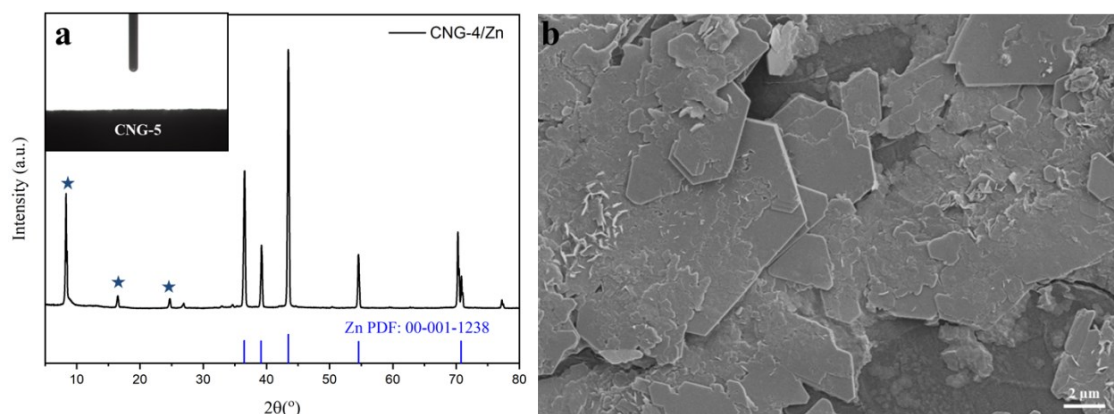 a
CNG-4/Zn
CNG-5
Intensity (a.u.)
Zn PDF: 00-001-1238
10 20 30 40 50 60 70 80
2θ(°)
b
2 μm